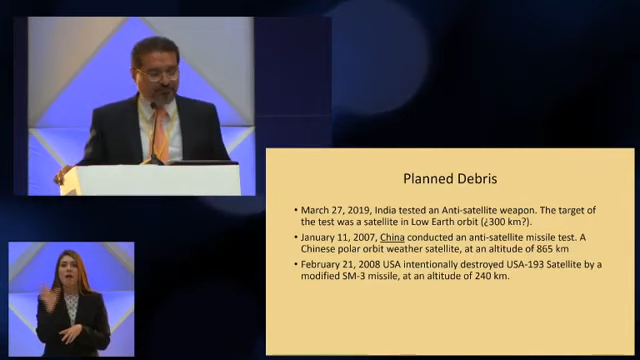 Planned Debris
• March 27, 2019, India tested an Anti-satellite weapon. The target of
the test was a satellite in Low Earth orbit (¿300 km?).
• January 11, 2007, China conducted an anti-satellite missile test. A
Chinese polar orbit weather satellite, at an altitude of 865 km
• February 21, 2008 USA intentionally destroyed USA-193 Satellite by a
modified SM-3 missile, at an altitude of 240 km.